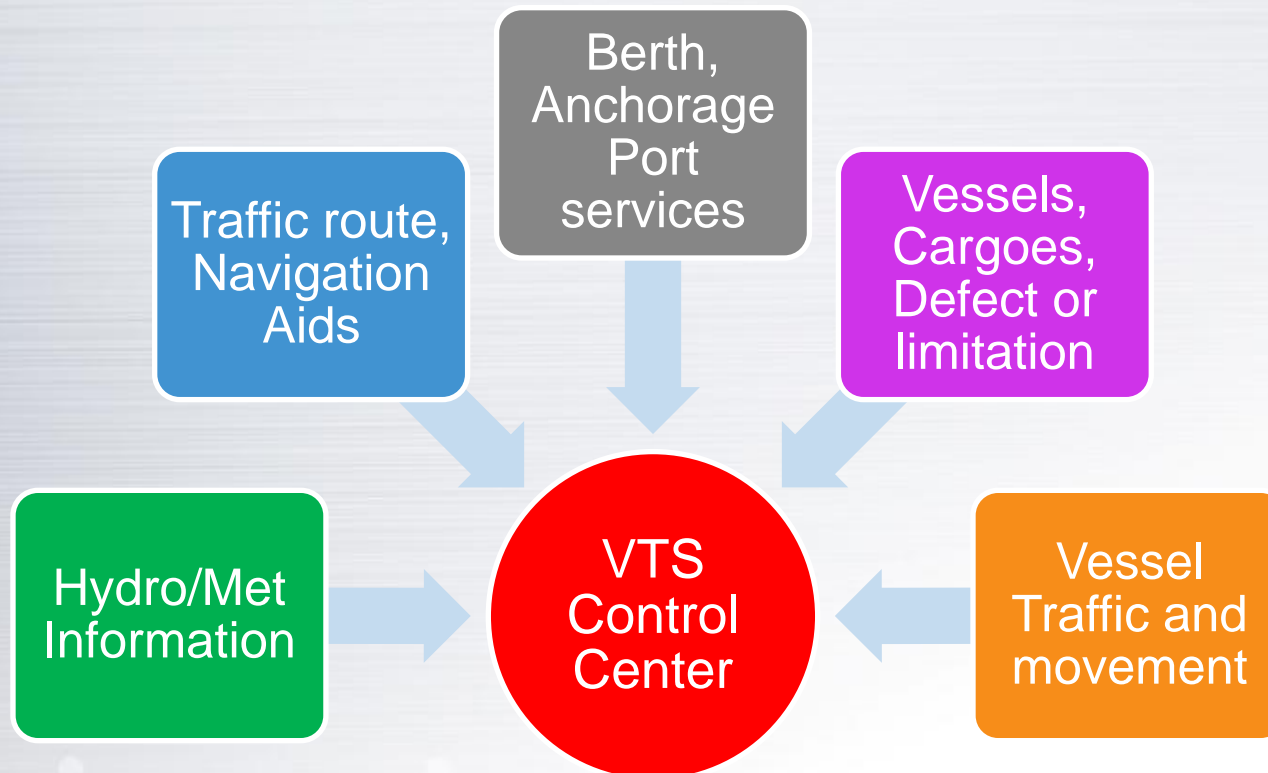 Berth,
Anchorage
Port
services
Traffic route,
Navigation
Aids
Vessels,
Cargoes,
Defect or
limitation
Hydro/Met
Information
VTS
Control
Center
Vessel
Traffic and
movement